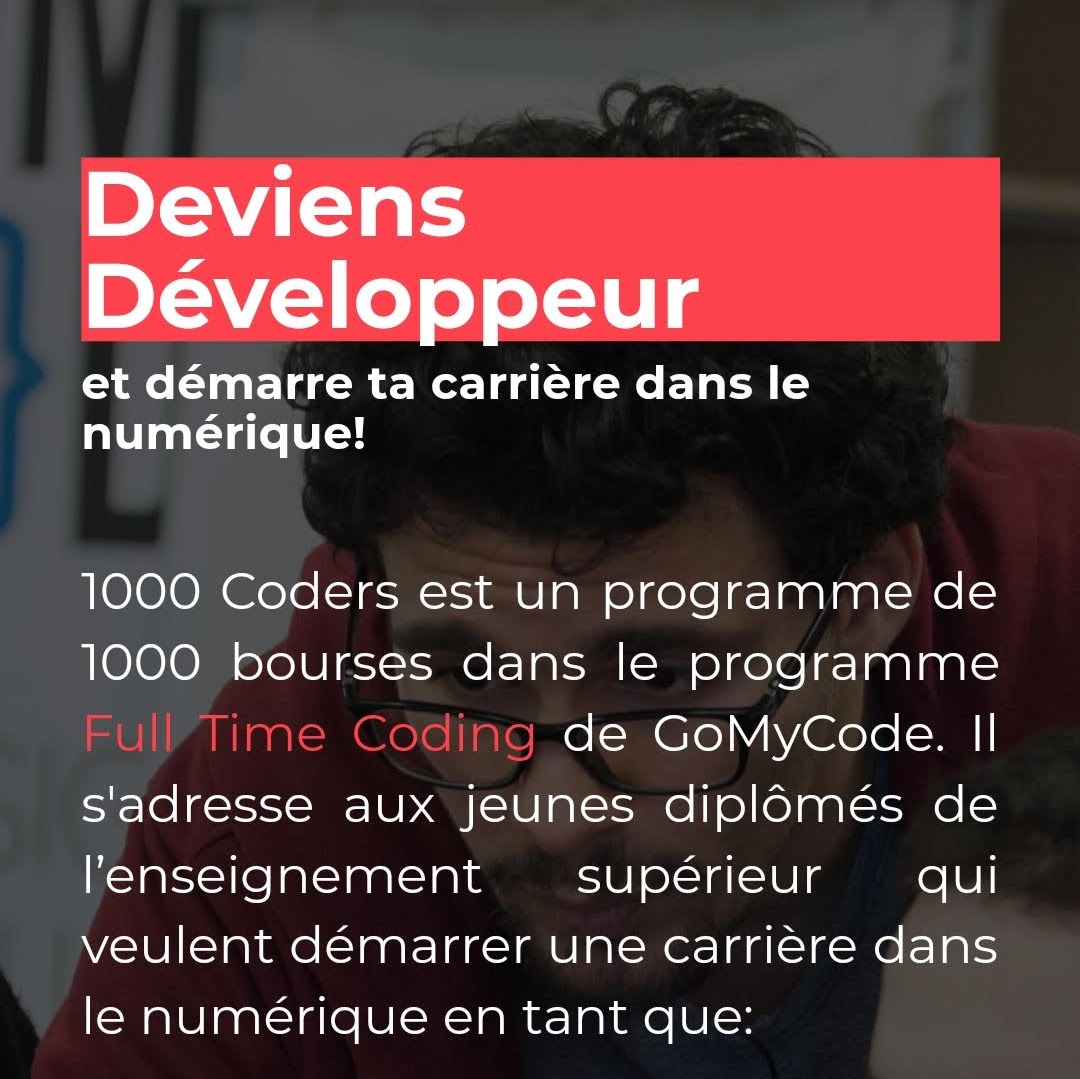 Deviens
Développeur
et démarre ta carrière dans le
numérique!
1000 Coders est un programme de
1000 bourses dans le programme
Full Time Coding de GoMyCode. Il
s'adresse aux jeunes diplômés de
l’enseignement supérieur qui
veulent démarrer une carrière dans
le numérique en tant que: